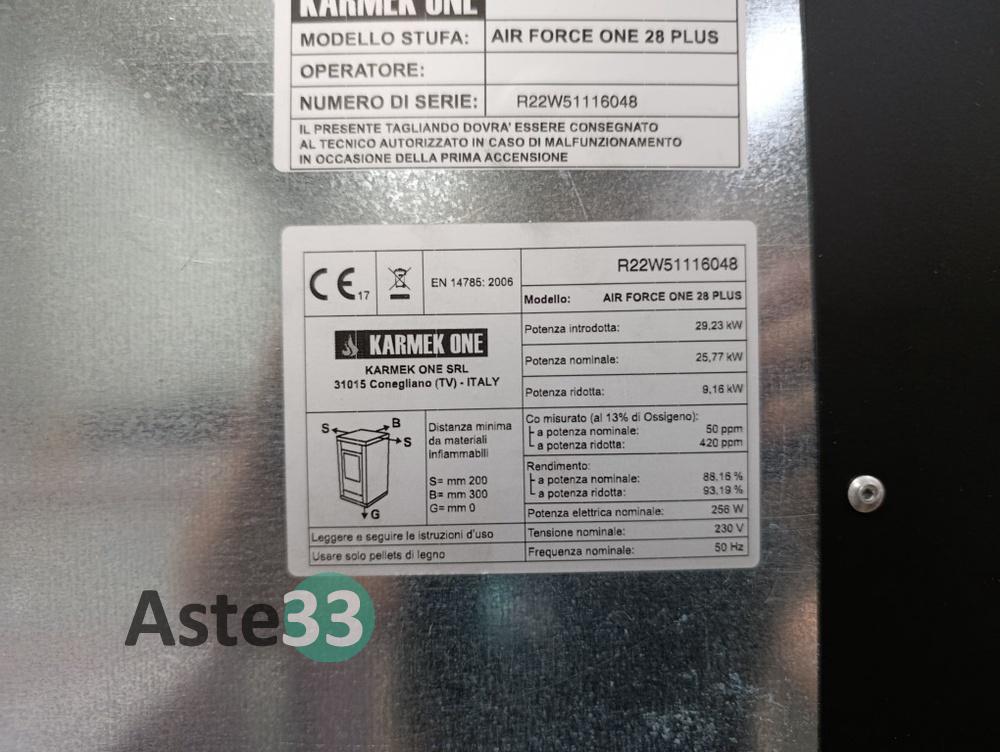 KARMEK ONE
MODELLO STUFA: AIR FORCE ONE 28 PLUS
OPERATORE:
NUMERO DI SERIE: R22W51116048
IL PRESENTE TAGLIANDO DOVRA' ESSERE CONSEGNATO
AL TECNICO AUTORIZZATO IN CASO DI MALFUNZIONAMENTO
IN OCCASIONE DELLA PRIMA ACCENSIONE
CE 17
EN 14785: 2006
R22W51116048
Modello: AIR FORCE ONE 28 PLUS
KARMEK ONE
KARMEK ONE SRL
31015 Conegliano (TV) - ITALY
Potenza introdotta: 29,23 kW
Potenza nominale: 25,77 kW
Potenza ridotta: 9,16 kW
S B S G
Distanza minima
da materiali
infiammabili
S= mm 200
B= mm 300
G= mm 0
Co misurato (al 13% di Ossigeno):
a potenza nominale: 50 ppm
a potenza ridotta: 420 ppm
Rendimento:
a potenza nominale: 88,16 %
a potenza ridotta: 93,19 %
Potenza elettrica nominale: 256 W
Tensione nominale: 230 V
Frequenza nominale: 50 Hz
Leggere e seguire le istruzioni d'uso
Usare solo pellets di legno
Aste33